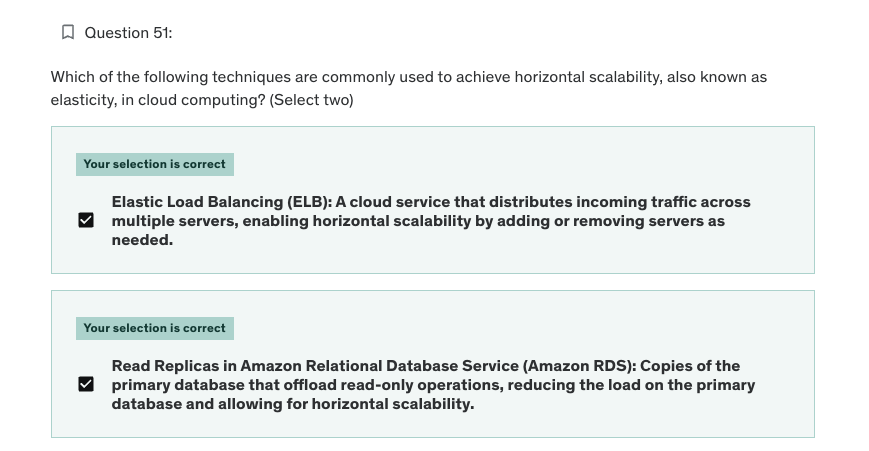 Question 51:
Which of the following techniques are commonly used to achieve horizontal scalability, also known as
elasticity, in cloud computing? (Select two)
Your selection is correct
Elastic Load Balancing (ELB): A cloud service that distributes incoming traffic across
multiple servers, enabling horizontal scalability by adding or removing servers as
needed.
Your selection is correct
Read Replicas in Amazon Relational Database Service (Amazon RDS): Copies of the
primary database that offload read-only operations, reducing the load on the primary
database and allowing for horizontal scalability.